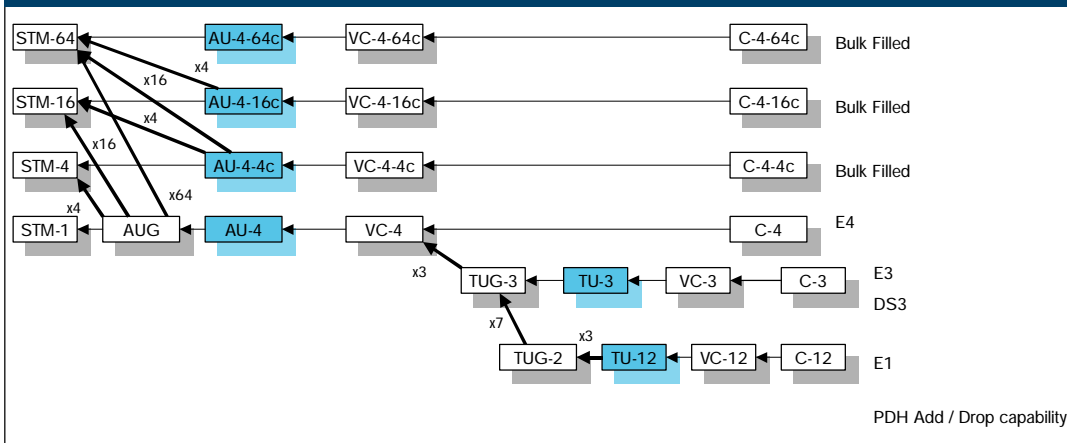 STM-64 AU-4-64c VC-4-64c C-4-64c Bulk Filled
x4
x16
STM-16 AU-4-16c VC-4-16c C-4-16c Bulk Filled
x4
x16
STM-4 AU-4-4c VC-4-4c C-4-4c Bulk Filled
x64
x4
STM-1 AUG AU-4 VC-4 C-4 E4
x3
TUG-3 TU-3 VC-3 C-3 E3
DS3
x7
x3
TUG-2 TU-12 VC-12 C-12 E1
PDH Add / Drop capability